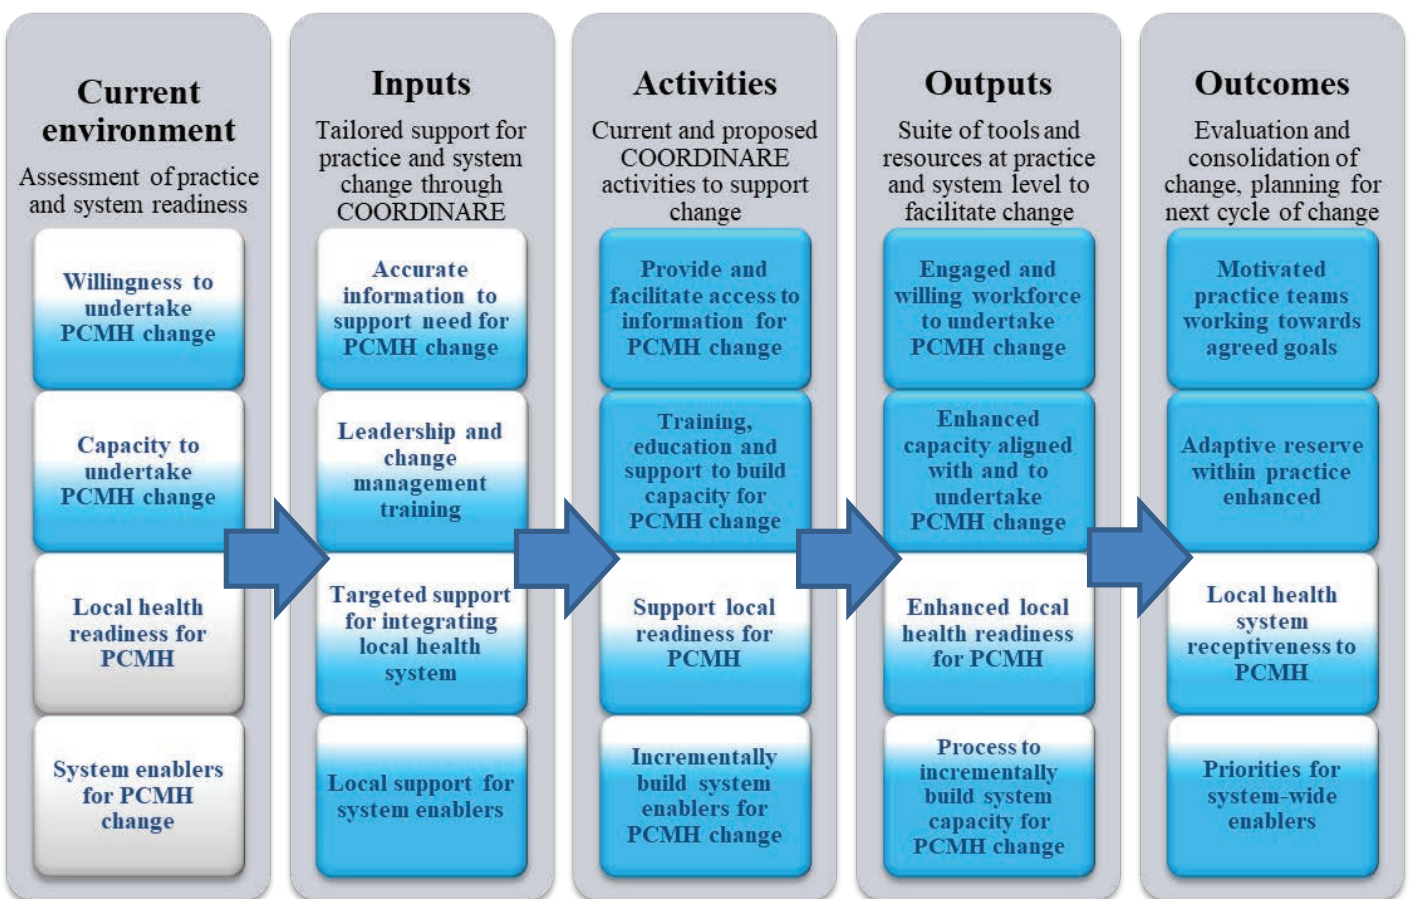 Current
environment
Assessment of practice
and system readiness
Willingness to
undertake
PCMH change
Capacity to
undertake
PCMH change
Local health
readiness for
PCMH
System enablers
for PCMH
change
Inputs
Tailored support for
practice and system
change through
COORDINARE
Accurate
information to
support need for
PCMH change
Leadership and
change
management
training
Targeted support
for integrating
local health
system
Local support for
system enablers
Activities
Current and proposed
COORDINARE
activities to support
change
Provide and
facilitate access to
information for
PCMH change
Training,
education and
support to build
capacity for
PCMH change
Support local
readiness for
PCMH
Incrementally
build system
enablers for
PCMH change
Outputs
Suite of tools and
resources at practice
and system level to
facilitate change
Engaged and
willing workforce
to undertake
PCMH change
Enhanced
capacity aligned
with and to
undertake
PCMH change
Enhanced local
health readiness
for PCMH
Process to
incrementally
build system
capacity for
PCMH change
Outcomes
Evaluation and
consolidation of
change, planning for
next cycle of change
Motivated
practice teams
working towards
agreed goals
Adaptive reserve
within practice
enhanced
Local health
system
receptiveness to
PCMH
Priorities for
system-wide
enablers